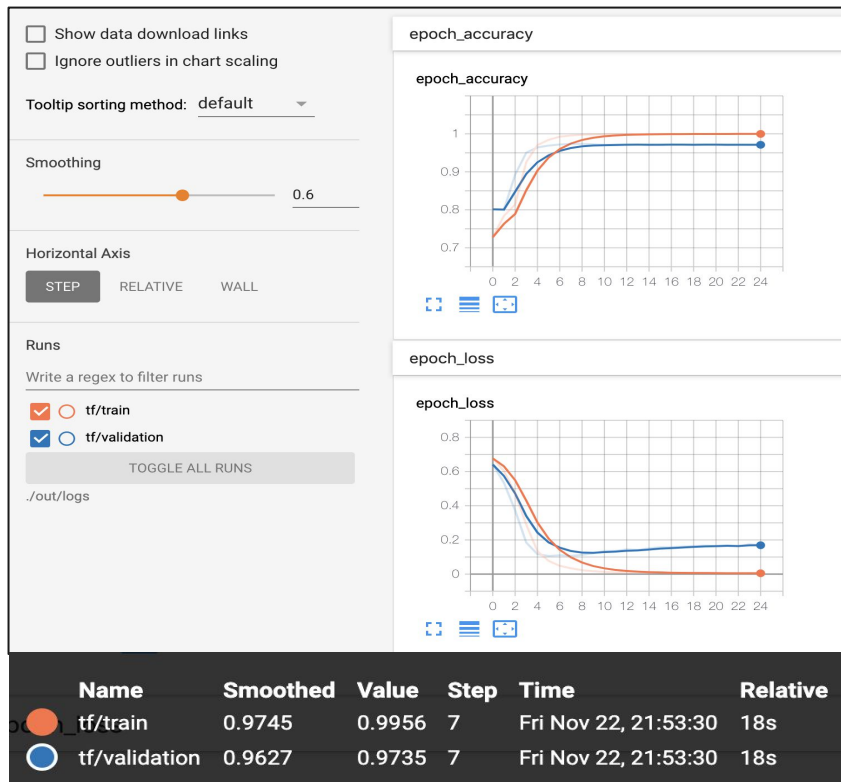 Show data download links
Ignore outliers in chart scaling
Tooltip sorting method: default
Smoothing
0.6
Horizontal Axis
STEP RELATIVE WALL
Runs
Write a regex to filter runs
tf/train
tf/validation
TOGGLE ALL RUNS
./out/logs
epoch_accuracy
epoch_accuracy
1
0.9
0.8
0.7
0 2 4 6 8 10 12 14 16 18 20 22 24
epoch_loss
epoch_loss
0.8
0.6
0.4
0.2
0
0 2 4 6 8 10 12 14 16 18 20 22 24
Name Smoothed Value Step Time Relative
tf/train 0.9745 0.9956 7 Fri Nov 22, 21:53:30 18s
tf/validation 0.9627 0.9735 7 Fri Nov 22, 21:53:30 18s